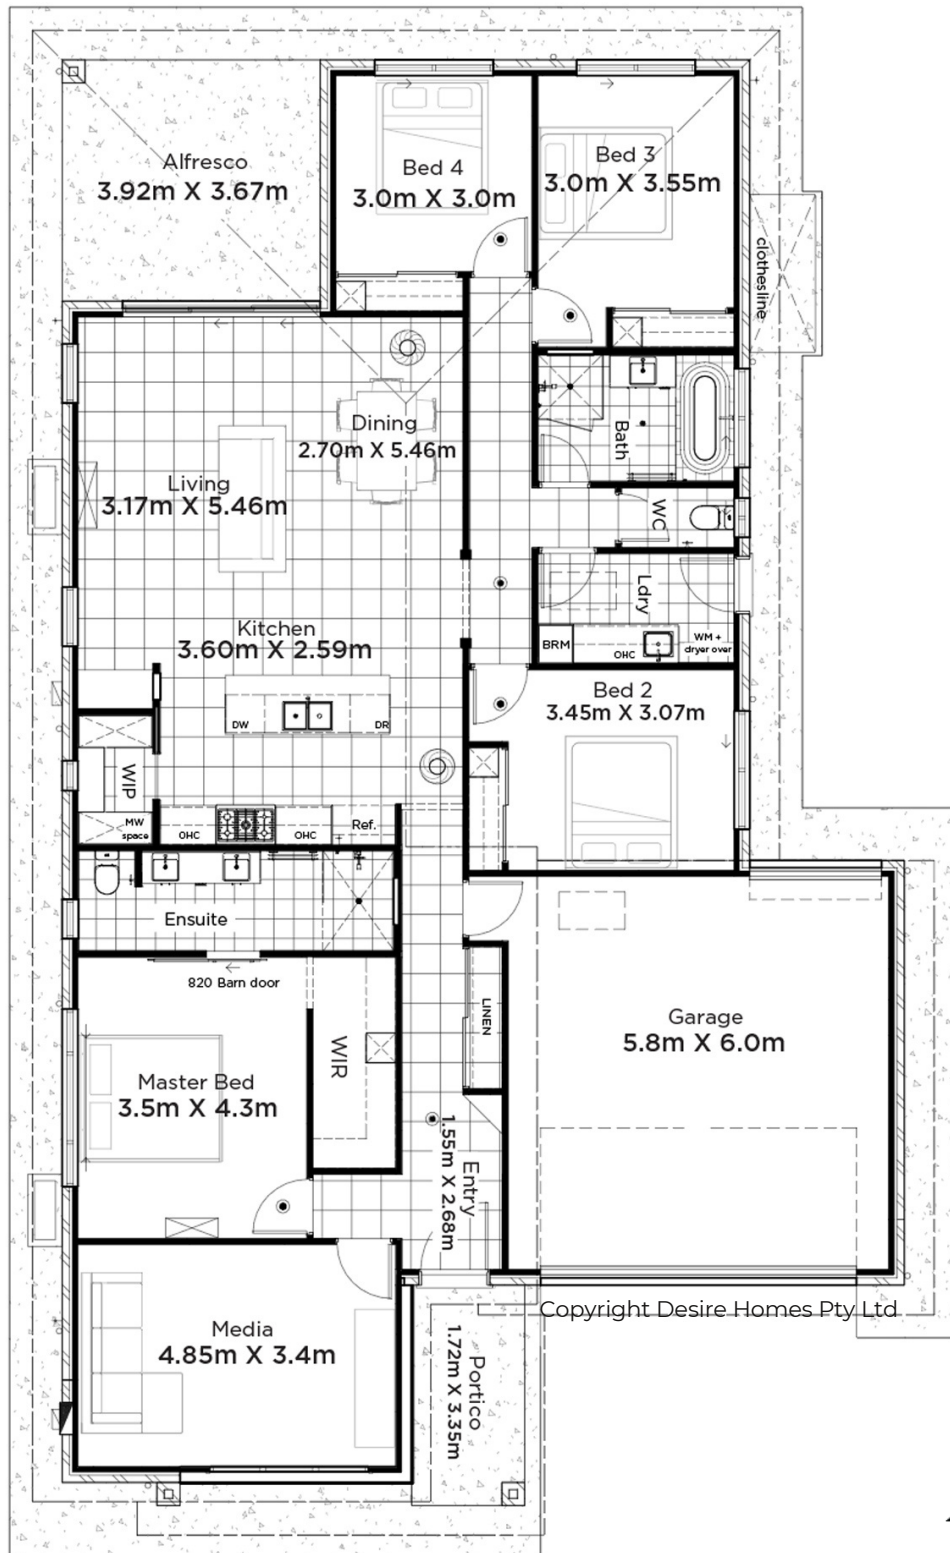 Alfresco
3.92m X 3.67m
Bed 4
3.0m X 3.0m
Bed 3
3.0m X 3.55m
clothesline
Dining
2.70m X 5.46m
Bath
Living
3.17m X 5.46m
WC
Ldry
Kitchen
3.60m X 2.59m
BRM
OHC
WM +
dryer over
Bed 2
3.45m X 3.07m
DW
DR
WIP
MW
space
OHC
OHC
Ref.
Ensuite
820 Barn door
LINEN
Garage
5.8m X 6.0m
WIR
Master Bed
3.5m X 4.3m
Entry
1.55m X 2.68m
Copyright Desire Homes Pty Ltd
Media
4.85m X 3.4m
Portico
1.72m X 3.35m